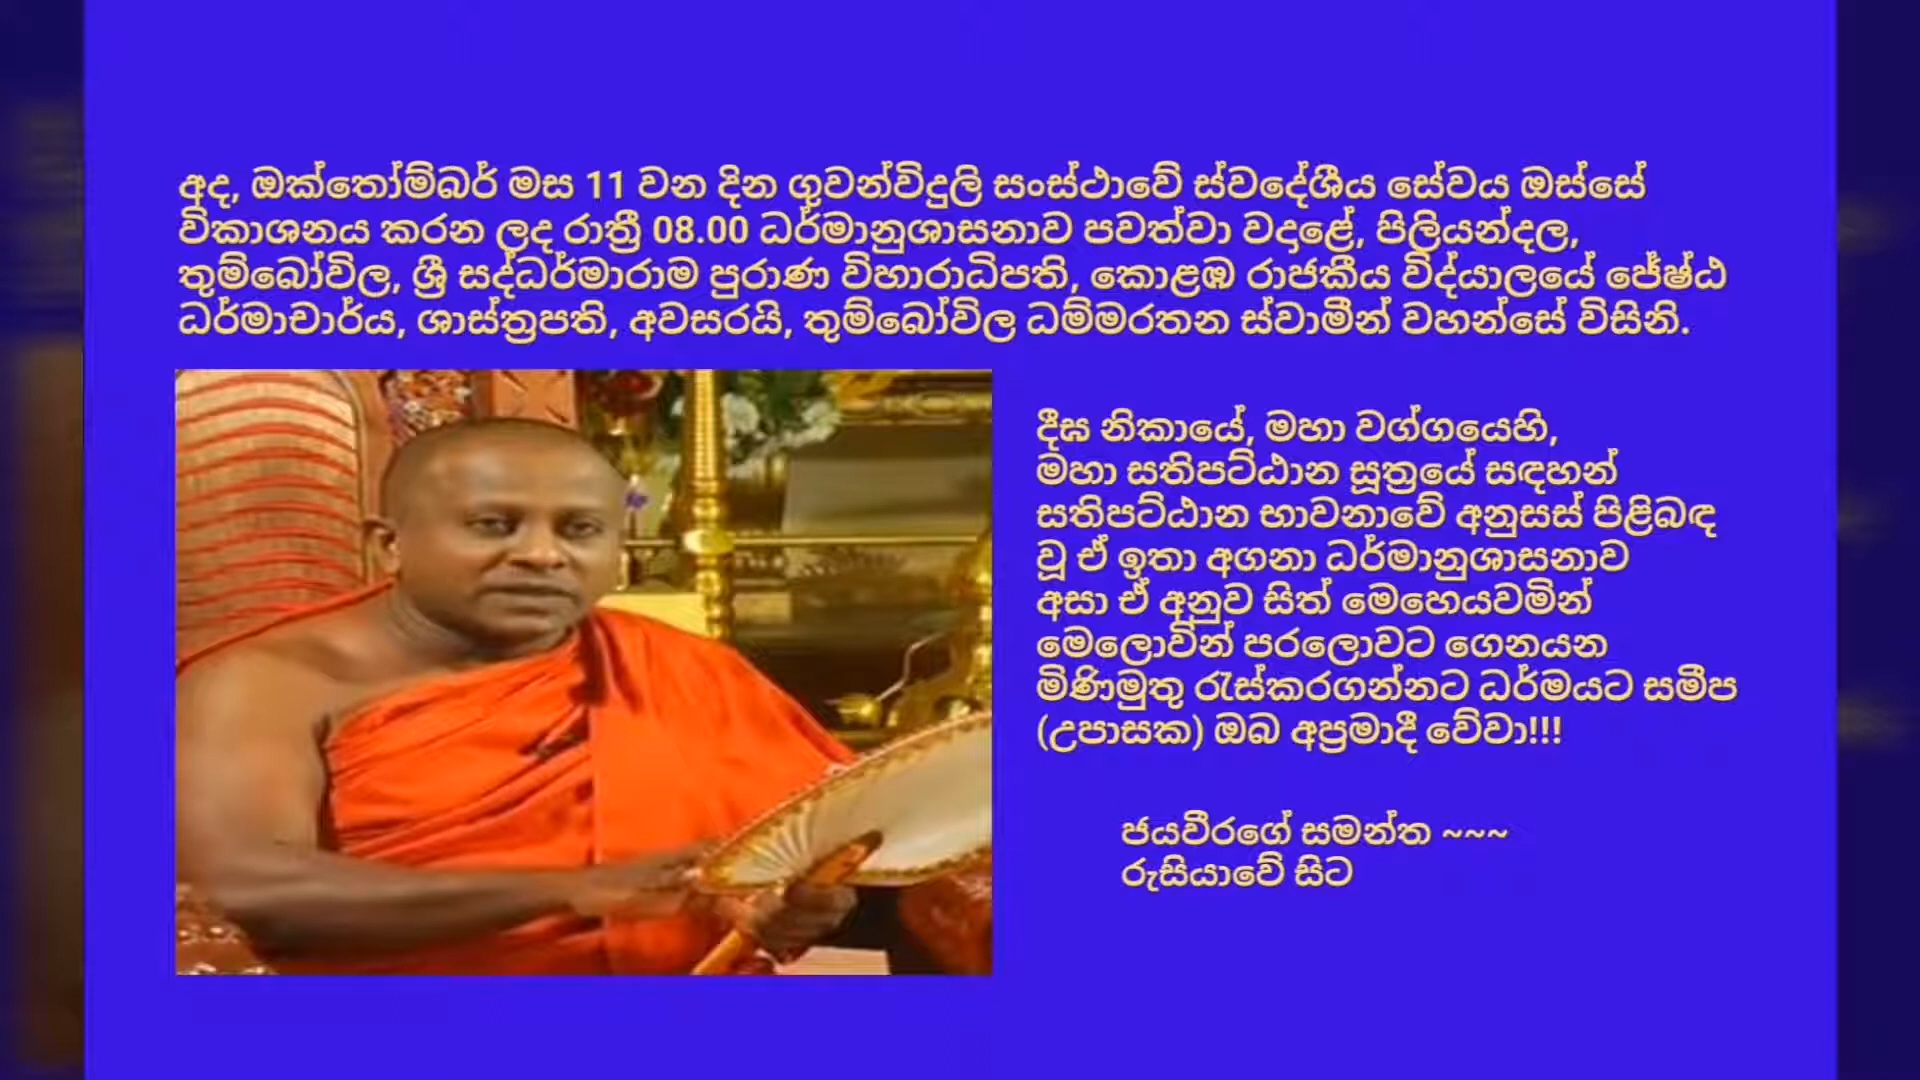 අද, ඔක්තෝම්බර් මස 11 වන දින ගුවන්විදුලි සංස්ථාවේ ස්වදේශීය සේවය ඔස්සේ
විකාශනය කරන ලද රාත්‍රී 08.00 ධර්මානුශාසනාව පවත්වා වදාළේ, පිලියන්දල,
තුම්බෝවිල, ශ්‍රී සද්ධර්මාරාම පුරාණ විහාරාධිපති, කොළඹ රාජකීය විද්යාලයේ ජේෂ්ඨ
ධර්මාචාර්ය, ශාස්ත්‍රපති, අවසරයි, තුම්බෝවිල ධම්මරතන ස්වාමීන් වහන්සේ විසිනි.
දීඝ නිකායේ, මහා වග්ගයෙහි,
මහා සතිපට්ඨාන සූත්‍රයේ සඳහන්
සතිපට්ඨාන භාවනාවේ අනුසස් පිළිබඳ
වූ ඒ ඉතා අගනා ධර්මානුශාසනාව
අසා ඒ අනුව සිත් මෙහෙයවමින්
මෙලොවින් පරලොවට ගෙනයන
මිණිමුතු රැස්කරගන්නට ධර්මයට සමීප
(උපාසක) ඔබ අප්‍රමාදී වේවා!!!
ජයවීරගේ සමන්ත ~~~
රුසියාවේ සිට